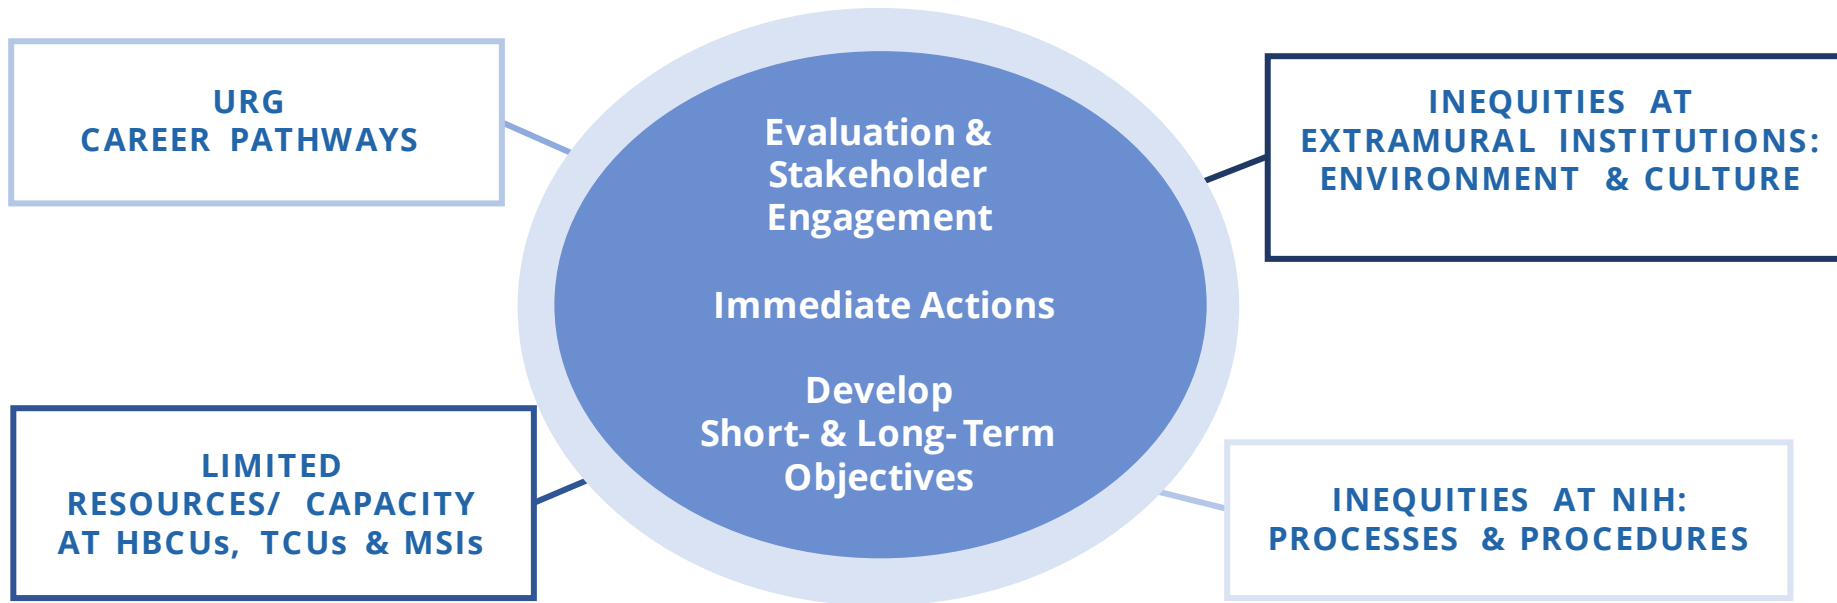 URG
CAREER PATHWAYS
Evaluation &
Stakeholder
Engagement
Immediate Actions
Develop
Short- & Long- Term
Objectives
INEQUITIES AT
EXTRAMURAL INSTITUTIONS:
ENVIRONMENT & CULTURE
LIMITED
RESOURCES/ CAPACITY
AT HBCUs, TCUs & MSIs
INEQUITIES AT NIH:
PROCESSES & PROCEDURES